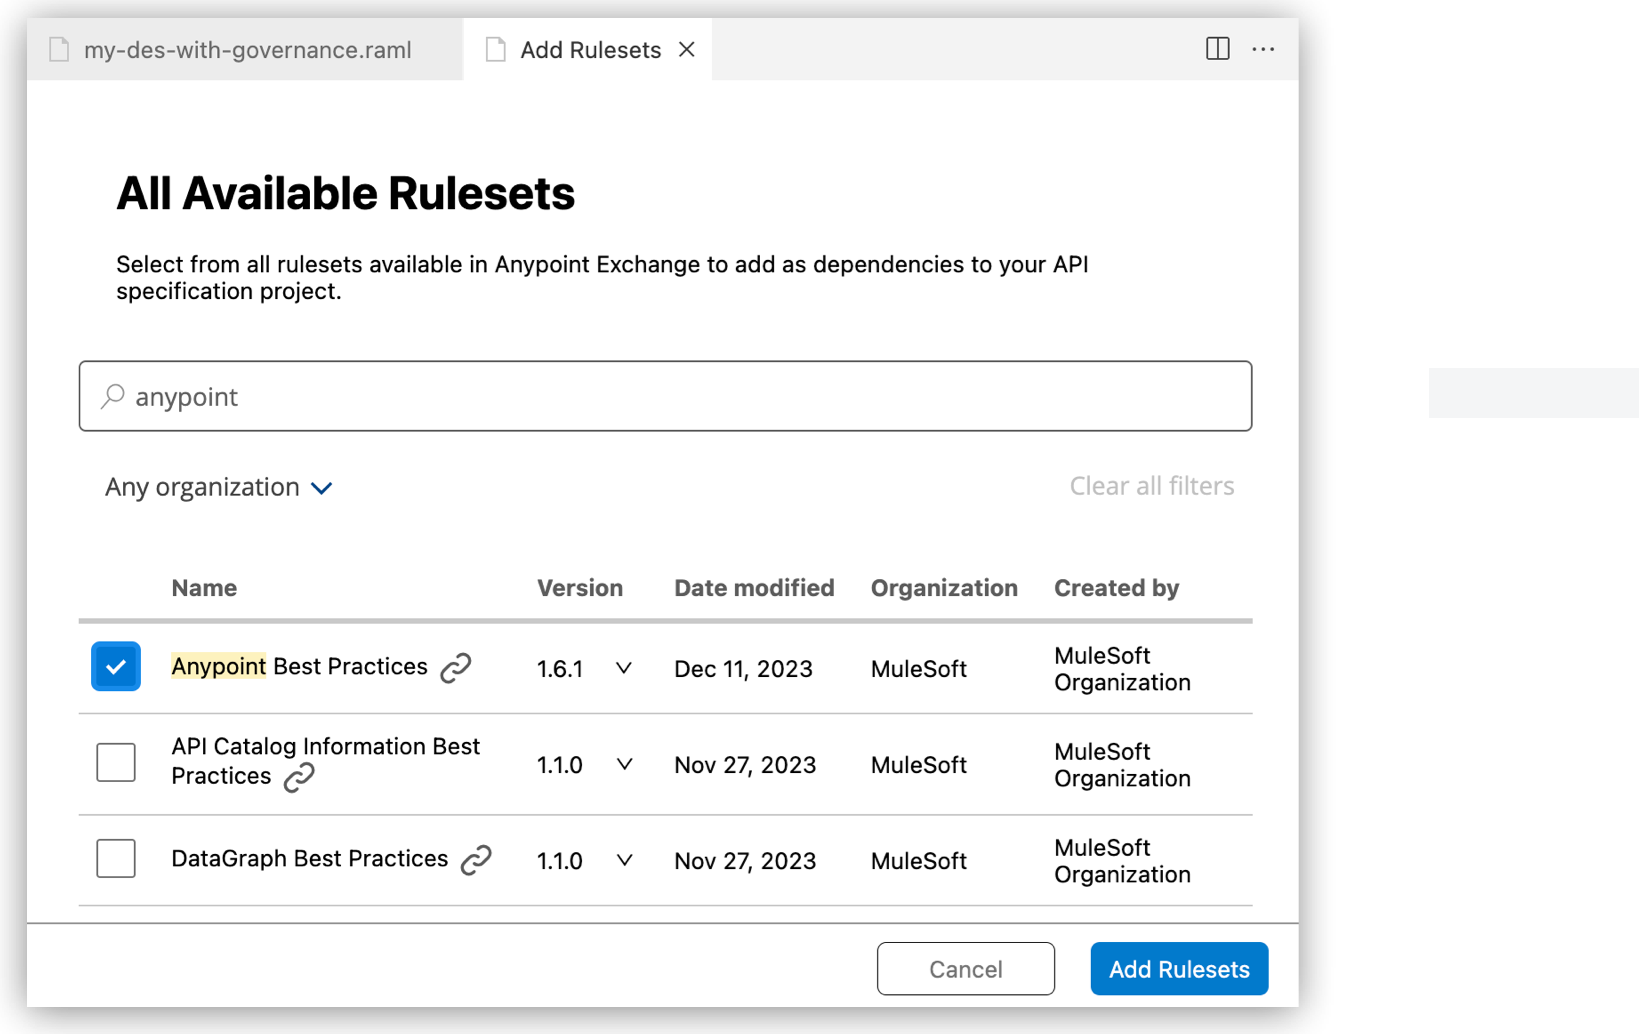 my-des-with-governance.raml
Add Rulesets
All Available Rulesets
Select from all rulesets available in Anypoint Exchange to add as dependencies to your API
specification project.
anypoint
Any organization
Clear all filters
Name Version Date modified Organization Created by
Anypoint Best Practices 1.6.1 Dec 11, 2023 MuleSoft MuleSoft
Organization
API Catalog Information Best
Practices 1.1.0 Nov 27, 2023 MuleSoft MuleSoft
Organization
DataGraph Best Practices 1.1.0 Nov 27, 2023 MuleSoft MuleSoft
Organization
Cancel
Add Rulesets